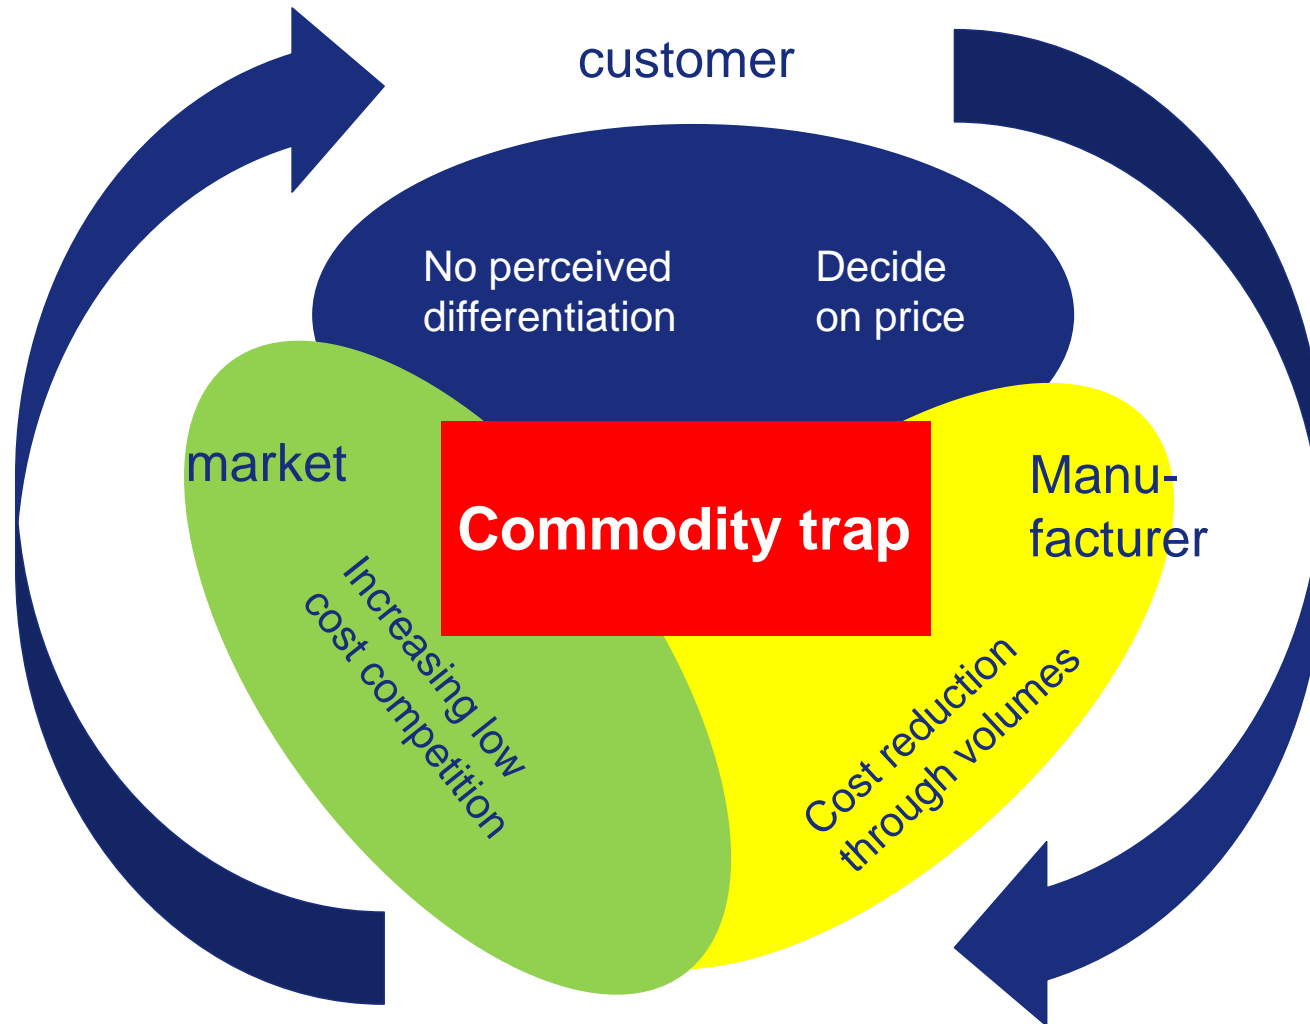 customer
No perceived
differentiation
Decide
on price
market
Commodity trap
Manu-
facturer
Increasing low
cost competition
Cost reduction
through volumes